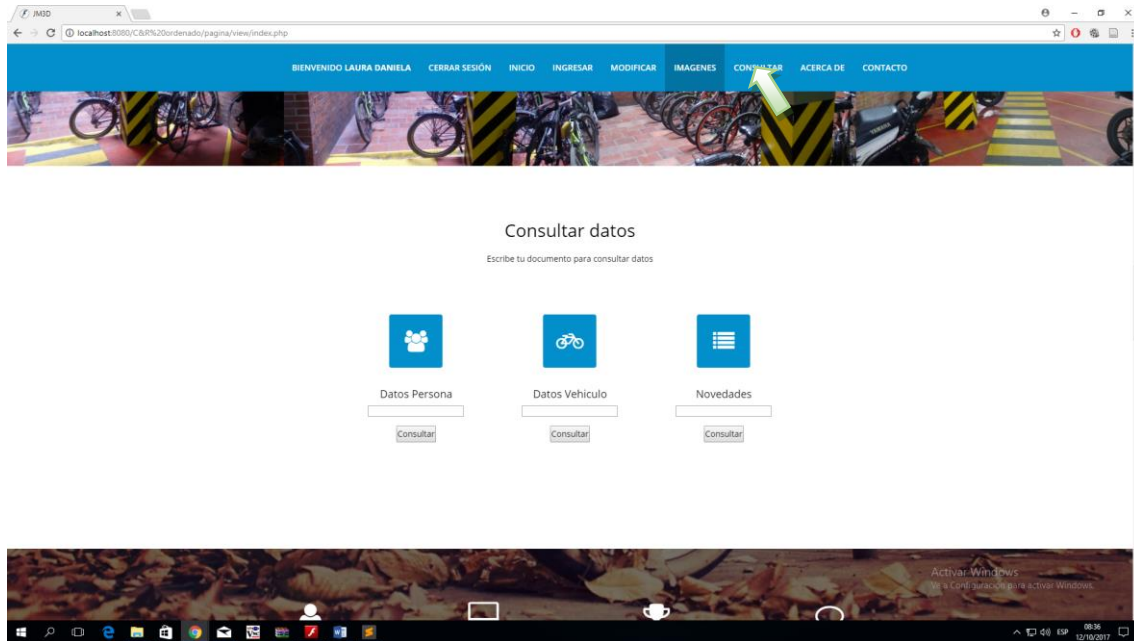 JM3D
localhost:8080/C&R%20ordenado/pagina/view/index.php
BIENVENIDO LAURA DANIELA CERRAR SESIÓN INICIO INGRESAR MODIFICAR IMAGENES CONSULTAR ACERCA DE CONTACTO
YAMAHA
Consultar datos
Escribe tu documento para consultar datos
Datos Persona Datos Vehiculo Novedades
Consultar Consultar Consultar
Activar Windows
Ve a Configuración para activar Windows.
ESP
08:36
12/10/2017